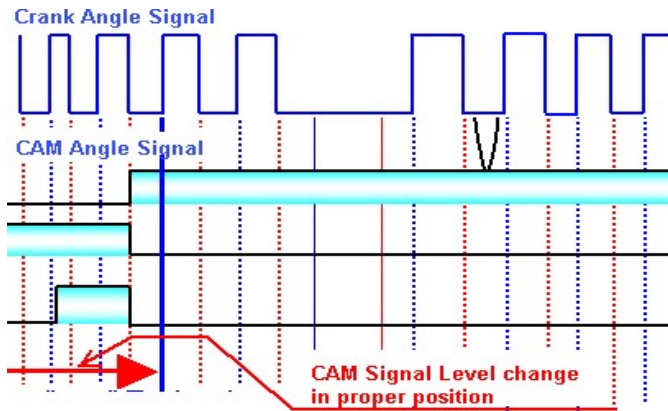 Crank Angle Signal
CAM Angle Signal
CAM Signal Level change
in proper position